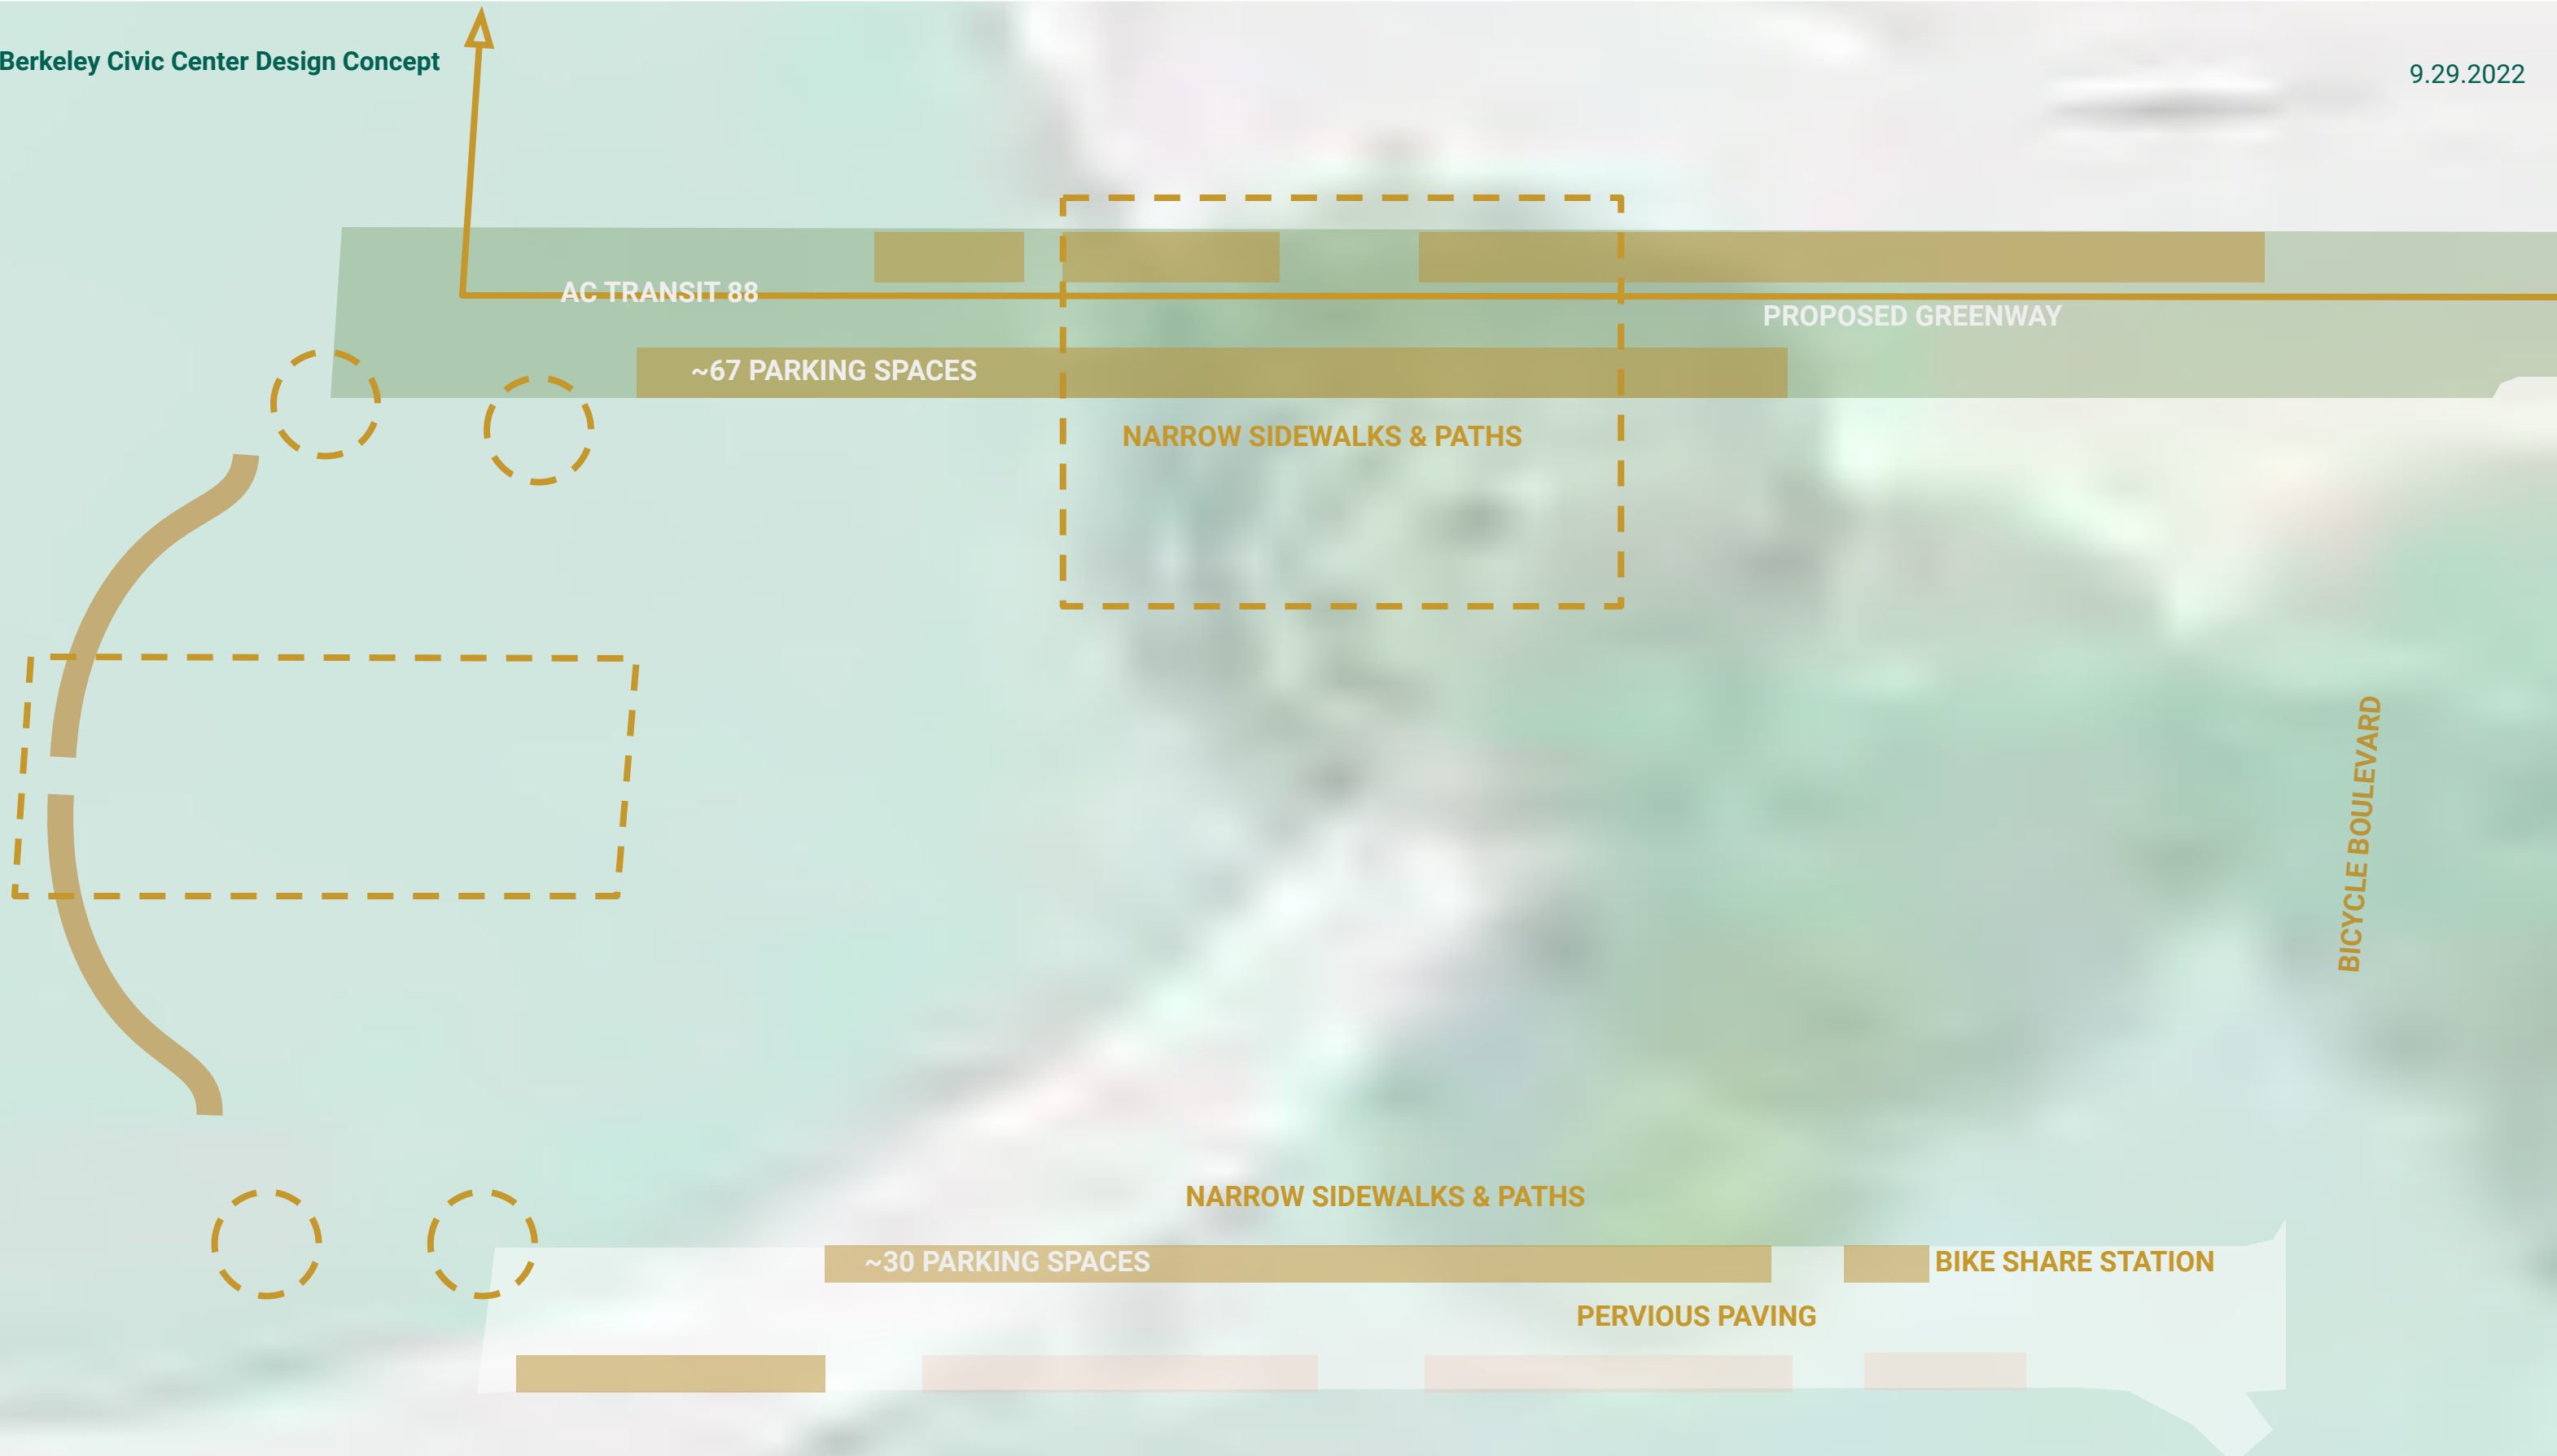 Berkeley Civic Center Design Concept
9.29.2022
AC TRANSIT 88
PROPOSED GREENWAY
~67 PARKING SPACES
NARROW SIDEWALKS & PATHS
BICYCLE BOULEVARD
NARROW SIDEWALKS & PATHS
~30 PARKING SPACES
BIKE SHARE STATION
PERVIOUS PAVING